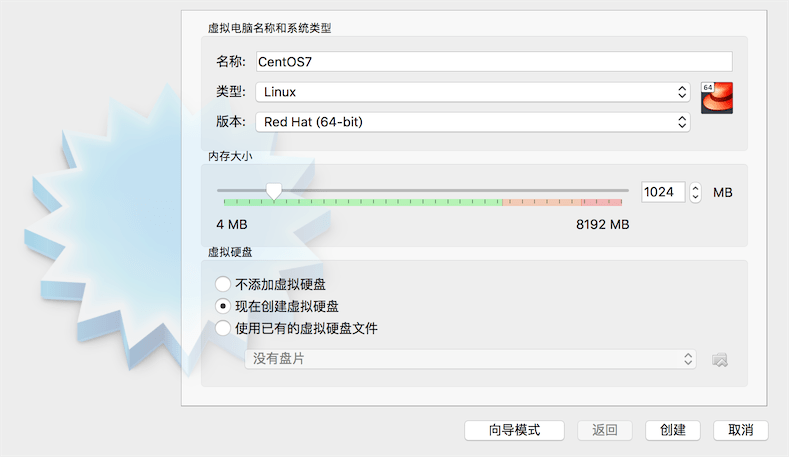 虚拟电脑名称和系统类型
名称: CentOS7
类型: Linux
64
版本: Red Hat (64-bit)
内存大小
1024 MB
4 MB 8192 MB
虚拟硬盘
不添加虚拟硬盘
现在创建虚拟硬盘
使用已有的虚拟硬盘文件
没有盘片
向导模式 返回 创建 取消